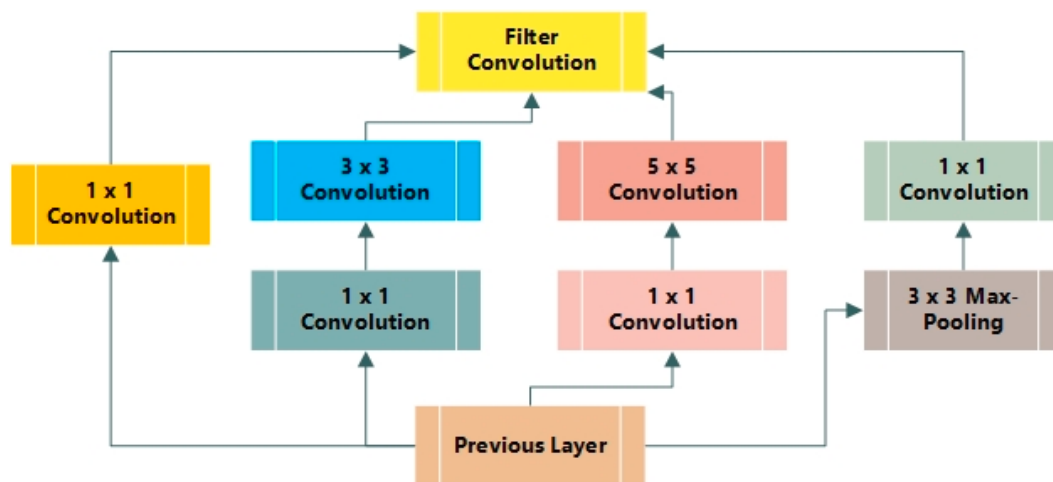 Filter
Convolution
1 x 1
Convolution
3 x 3
Convolution
5 x 5
Convolution
1 x 1
Convolution
1 x 1
Convolution
1 x 1
Convolution
3 x 3 Max-
Pooling
Previous Layer